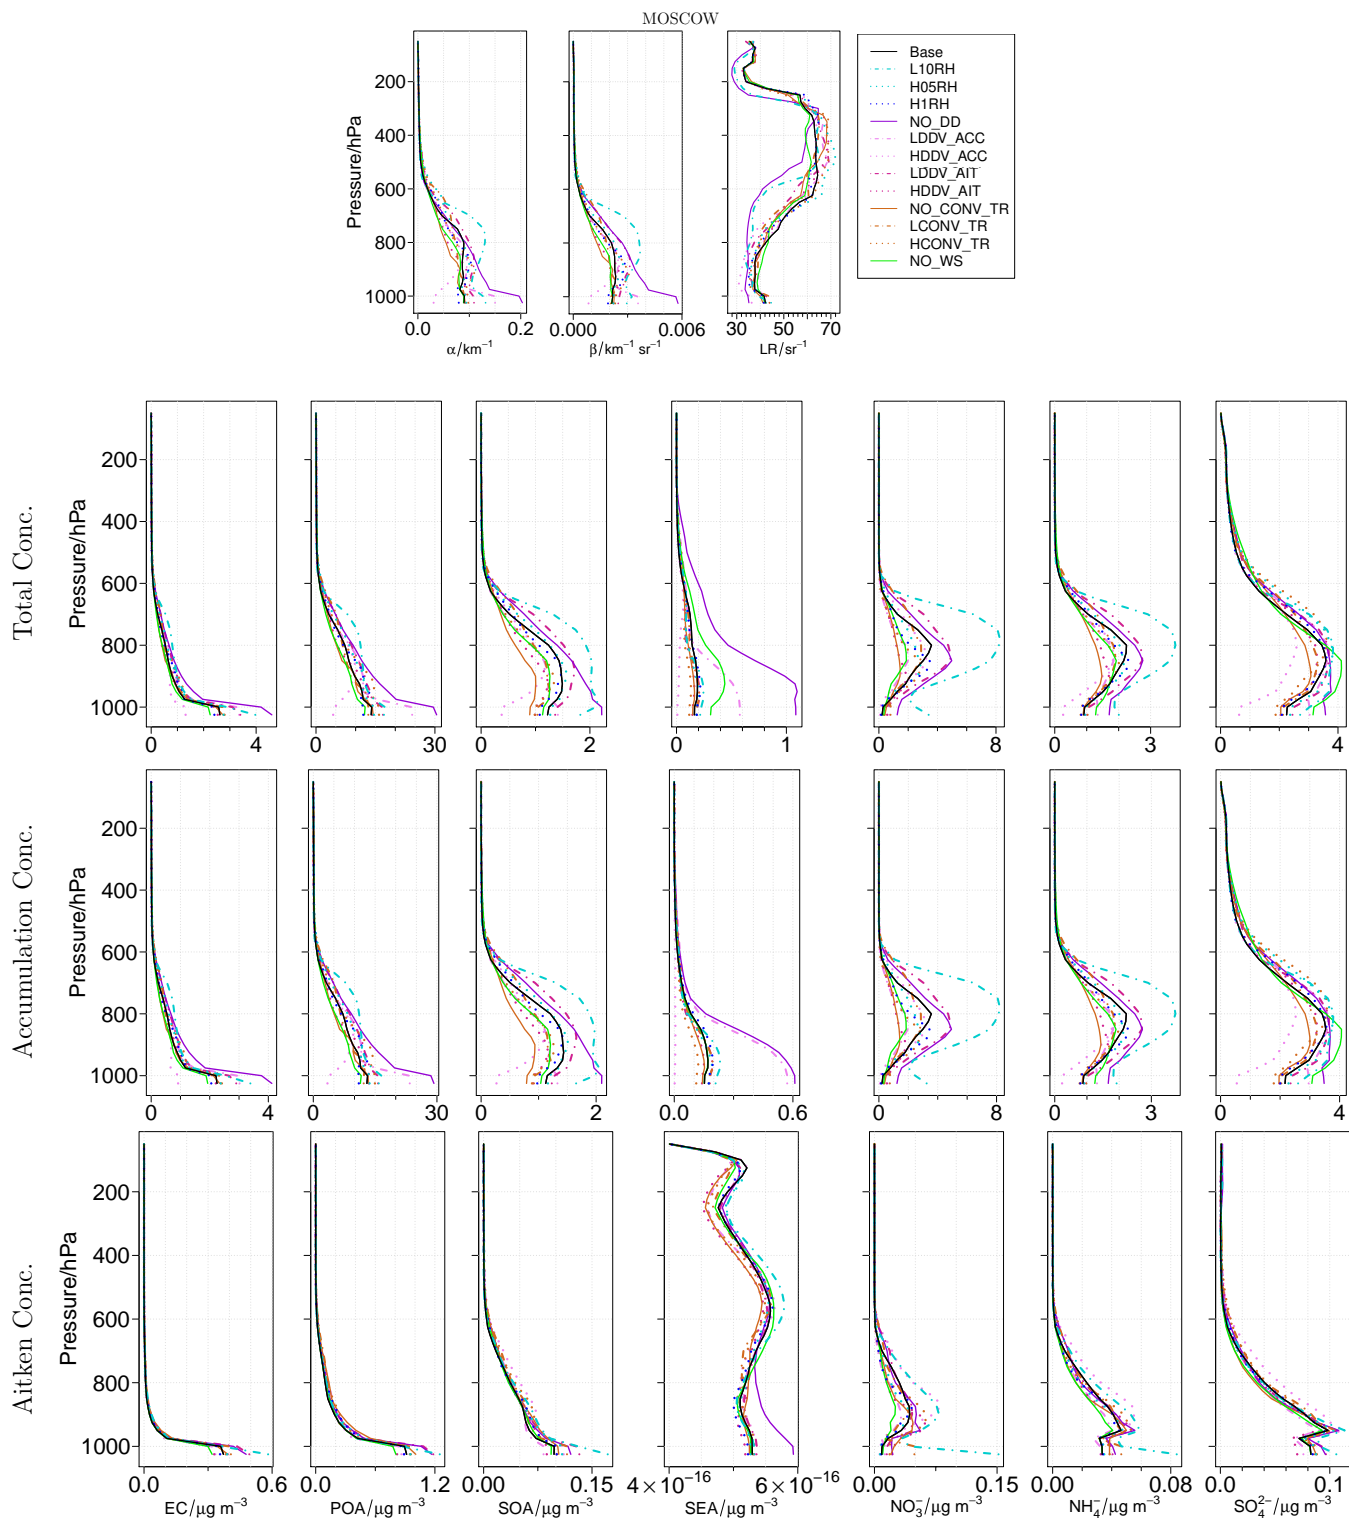 MOSCOW
Pressure/hPa
200
400
600
800
1000
0.0 0.2
α/km⁻¹
0.000 0.006
β/km⁻¹ sr⁻¹
30 50 70
LR/sr⁻¹
Base
L10RH
H05RH
H1RH
NO_DD
LDDV_ACC
HDDV_ACC
LDDV_AIT
HDDV_AIT
NO_CONV_TR
LCONV_TR
HCONV_TR
NO_WS
Total Conc.
Pressure/hPa
200
400
600
800
1000
0 4
0 30
0 2
0 1
0 8
0 3
0 4
Accumulation Conc.
Pressure/hPa
200
400
600
800
1000
0 4
0 30
0 2
0.0 0.6
0 8
0 3
0 4
Aitken Conc.
Pressure/hPa
200
400
600
800
1000
0.0 0.6
0.0 1.2
0.00 0.15
4×10⁻¹⁶ 6×10⁻¹⁶
0.00 0.15
0.00 0.08
0.0 0.1
EC/μg m⁻³
POA/μg m⁻³
SOA/μg m⁻³
SEA/μg m⁻³
NO₃⁻/μg m⁻³
NH₄⁻/μg m⁻³
SO₄²⁻/μg m⁻³